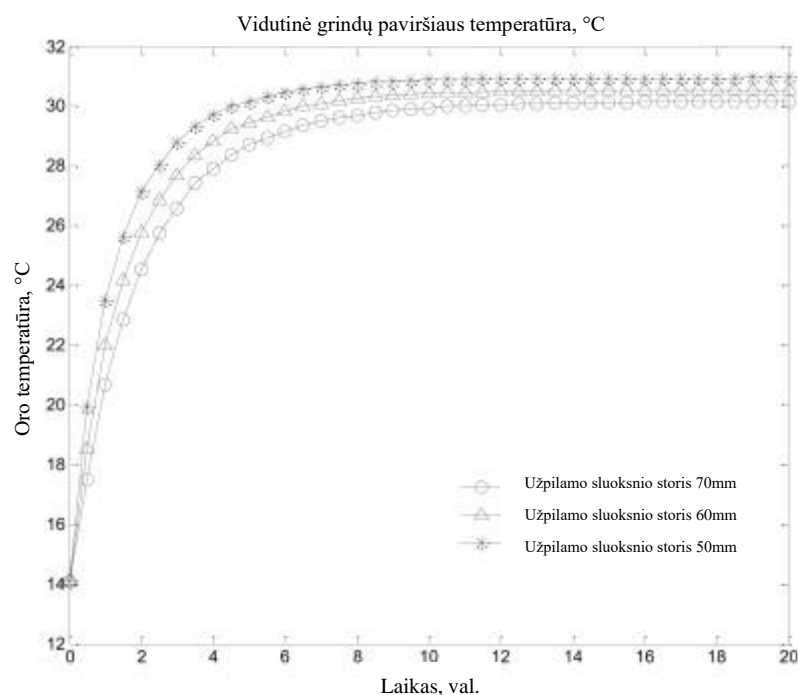 Vidutinė grindų paviršiaus temperatūra, °C
32
30
28
26
24
22
20
18
16
14
12
Oro temperatūra, °C
Užpilamo sluoksnio storis 70mm
Užpilamo sluoksnio storis 60mm
Užpilamo sluoksnio storis 50mm
0 2 4 6 8 10 12 14 16 18 20
Laikas, val.